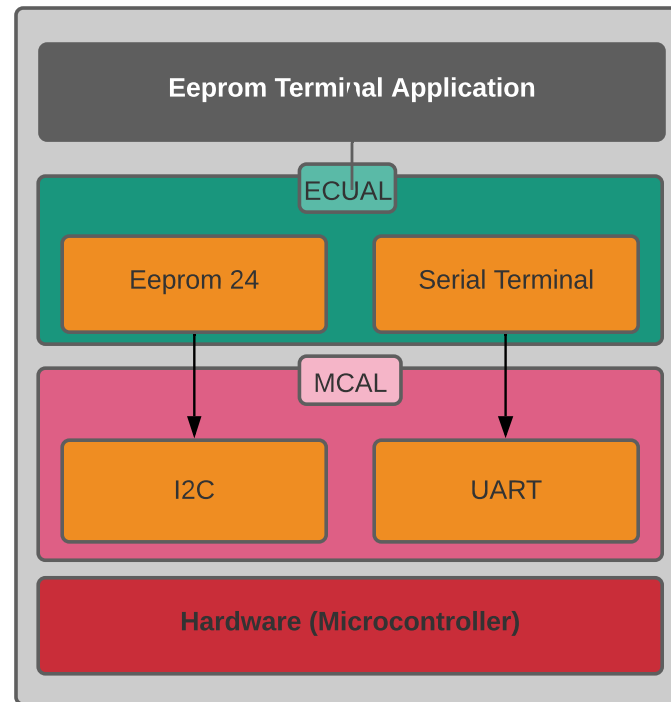 Eeprom Terminal Application
ECUAL
Eeprom 24
Serial Terminal
MCAL
I2C
UART
Hardware (Microcontroller)